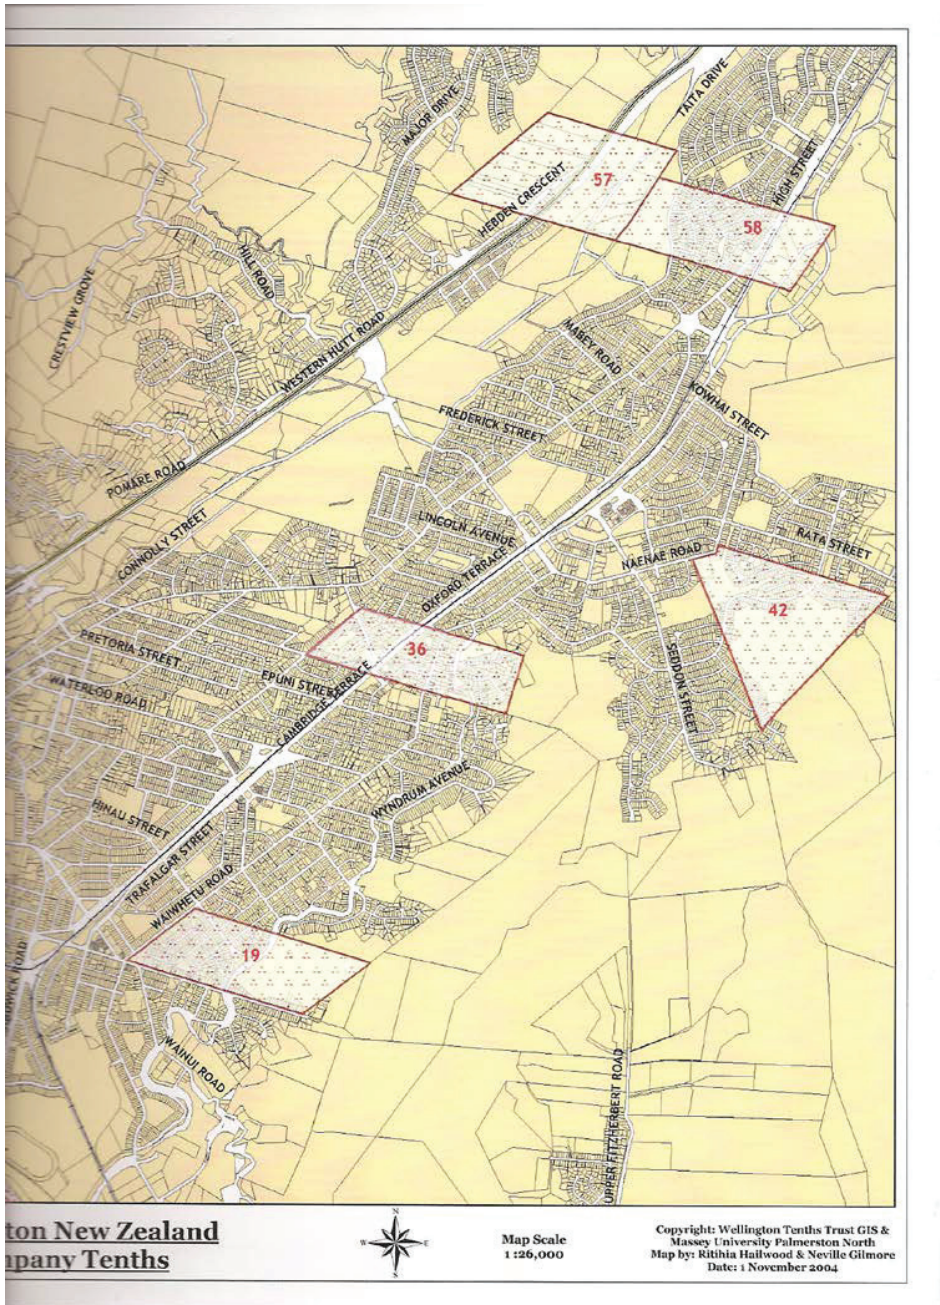 MAJOR DRIVE
TAITA DRIVE
HIGH STREET
57
HEBDEN CRESCENT
58
HILL ROAD
CRESTVIEW GROVE
WESTERN HUTT ROAD
MABEY ROAD
KOWHAI STREET
FREDERICK STREET
POMARE ROAD
CONNOLLY STREET
LINCOLN AVENUE
RATA STREET
NAENAE ROAD
OXFORD TERRACE
42
PRETORIA STREET
36
EPUNI STREET
SEDDON STREET
WATERLOO ROAD
CAMBRIDGE TERRACE
WYNDRUM AVENUE
HINAU STREET
TRAFALGAR STREET
WAIWHETU ROAD
19
ROAD
WAINUI ROAD
UPPER FITZHERBERT ROAD
ton New Zealand
mpany Tenths
N
W E
S
Map Scale
1:26,000
Copyright: Wellington Tenths Trust GIS &
Massey University Palmerston North
Map by: Ritihia Hailwood & Neville Gilmore
Date: 1 November 2004